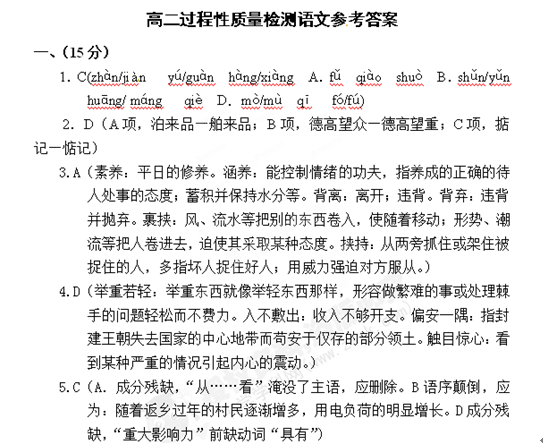 高二过程性质量检测语文参考答案
一、（15分）
1．C(zhàn/jiàn yú/guàn hàng/xiàng A．fǔ qiào shuò B．shǔn/yǔn
huāng/máng qiè D．mò/mù qī fó/fú)
2．D（A项，泊来品—舶来品；B项，德高望众—德高望重；C项，掂
记—惦记）
3.A（素养：平日的修养。涵养：能控制情绪的功夫，指养成的正确的待
人处事的态度；蓄积并保持水分等。背离：离开；违背。背弃：违背
并抛弃。裹挟：风、流水等把别的东西卷入，使随着移动；形势、潮
流等把人卷进去，迫使其采取某种态度。挟持：从两旁抓住或架住被
捉住的人，多指坏人捉住好人；用威力强迫对方服从。）
4.D（举重若轻：举重东西就像举轻东西那样，形容做繁难的事或处理棘
手的问题轻松而不费力。入不敷出：收入不够开支。偏安一隅：指封
建王朝失去国家的中心地带而苟安于仅存的部分领土。触目惊心：看
到某种严重的情况引起内心的震动。）
5.C（A．成分残缺，“从……看”淹没了主语，应删除。B语序颠倒，应
为：随着返乡过年的村民逐渐增多，用电负荷的明显增长。D成分残
缺，“重大影响力”前缺动词“具有”）